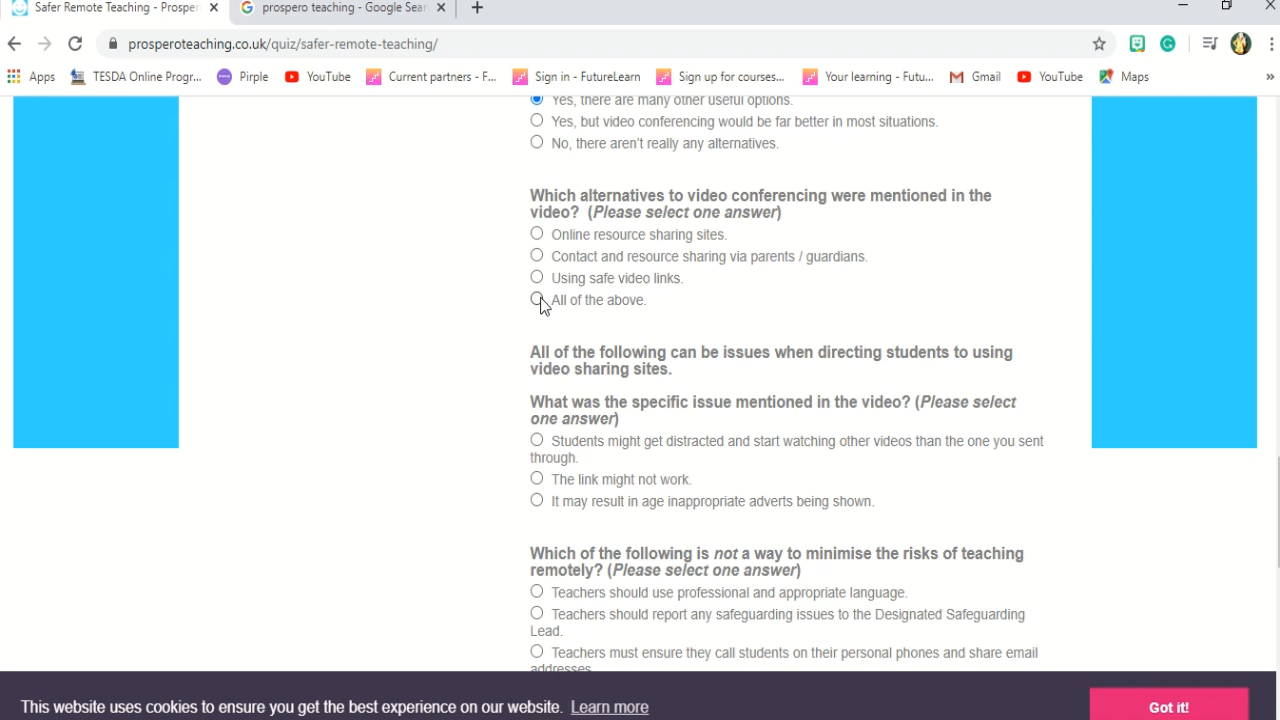 Safer Remote Teaching - Prosper
prospero teaching - Google Sear
prosperoteaching.co.uk/quiz/safer-remote-teaching/
Apps TESDA Online Progr... Pirple YouTube Current partners - F... Sign in - FutureLearn Sign up for courses... Your learning - Futu... Gmail YouTube Maps »
Yes, there are many other useful options.
Yes, but video conferencing would be far better in most situations.
No, there aren't really any alternatives.
Which alternatives to video conferencing were mentioned in the
video? (Please select one answer)
Online resource sharing sites.
Contact and resource sharing via parents / guardians.
Using safe video links.
All of the above.
All of the following can be issues when directing students to using
video sharing sites.
What was the specific issue mentioned in the video? (Please select
one answer)
Students might get distracted and start watching other videos than the one you sent
through.
The link might not work.
It may result in age inappropriate adverts being shown.
Which of the following is not a way to minimise the risks of teaching
remotely? (Please select one answer)
Teachers should use professional and appropriate language.
Teachers should report any safeguarding issues to the Designated Safeguarding
Lead.
Teachers must ensure they call students on their personal phones and share email
addresses
This website uses cookies to ensure you get the best experience on our website. Learn more
Got it!